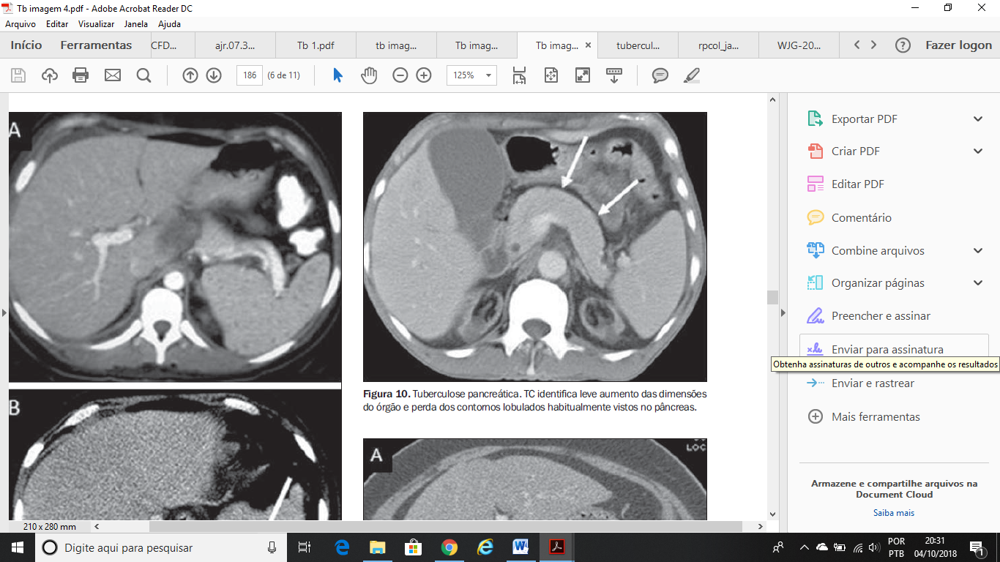 Tb imagem 4.pdf - Adobe Acrobat Reader DC
Arquivo Editar Visualizar Janela Ajuda
Início Ferramentas CFD... ajr.07.3... Tb 1.pdf tb imag... Tb imag... Tb imag... × tubercul... rpcol_ja... WJG-20... ? Fazer logon
186 (6 de 11) 125%
A
Figura 10. Tuberculose pancreática. TC identifica leve aumento das dimensões
do órgão e perda dos contornos lobulados habitualmente vistos no pâncreas.
B
A
LOC
Exportar PDF
Criar PDF
Editar PDF
Comentário
Combine arquivos
Organizar páginas
Preencher e assinar
Enviar para assinatura
Obtenha assinaturas de outros e acompanhe os resultados
Enviar e rastrear
Mais ferramentas
Armazene e compartilhe arquivos na
Document Cloud
Saiba mais
210 x 280 mm
Digite aqui para pesquisar
POR
PTB
20:31
04/10/2018
1